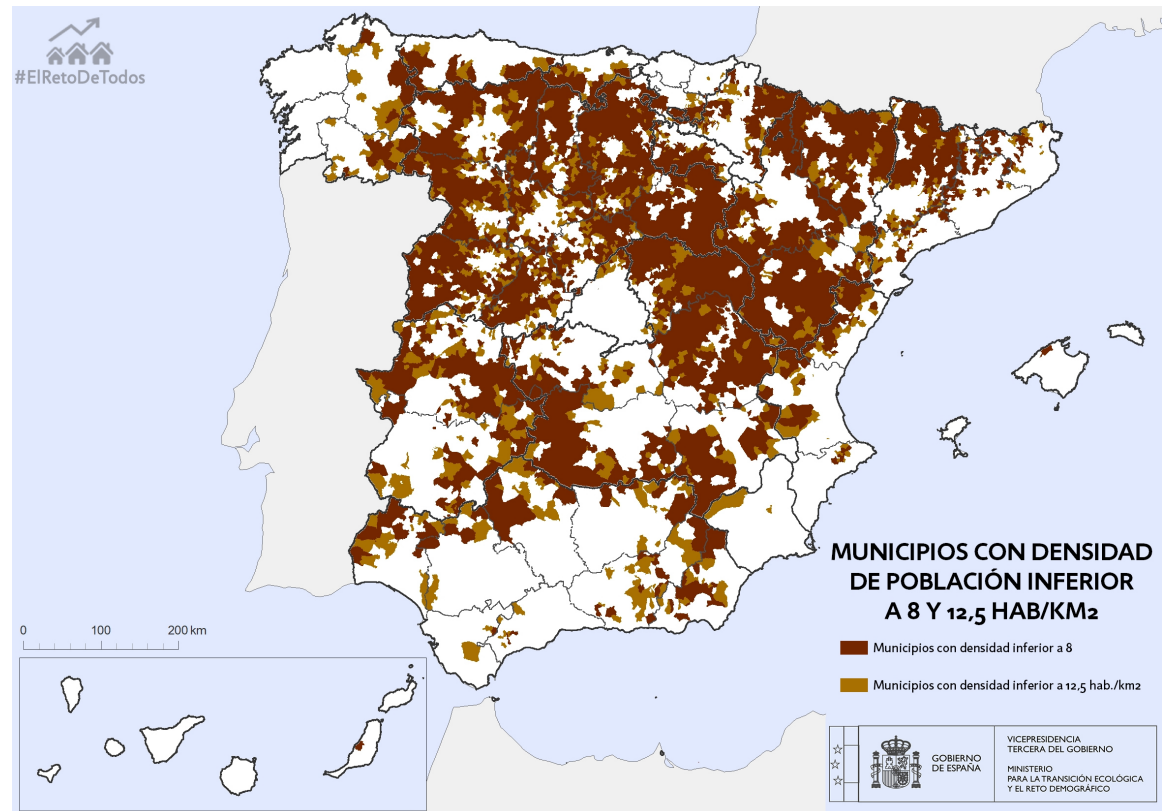 #ElRetoDeTodos
MUNICIPIOS CON DENSIDAD
DE POBLACIÓN INFERIOR
A 8 Y 12,5 HAB/KM2
0 100 200 km
Municipios con densidad inferior a 8
Municipios con densidad inferior a 12,5 hab./km2
GOBIERNO
DE ESPAÑA
VICEPRESIDENCIA
TERCERA DEL GOBIERNO
MINISTERIO
PARA LA TRANSICIÓN ECOLÓGICA
Y EL RETO DEMOGRÁFICO